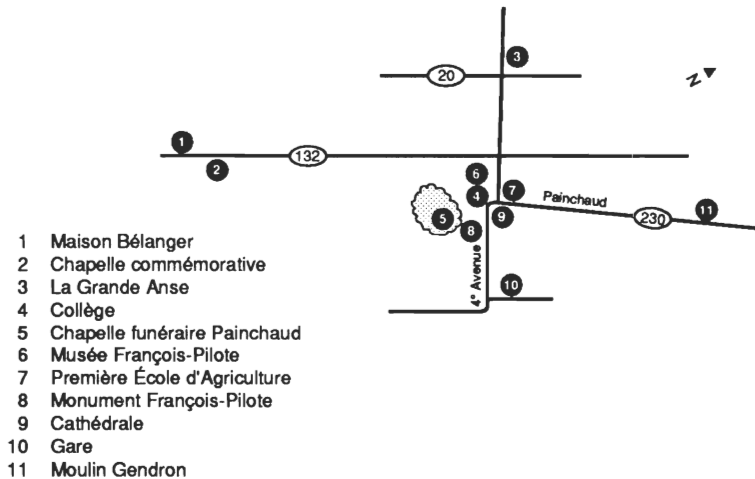 3
20
N
1
132
2
6
4
7
Painchaud
5
9
230
11
8
4e Avenue
10
1 Maison Bélanger
2 Chapelle commémorative
3 La Grande Anse
4 Collège
5 Chapelle funéraire Painchaud
6 Musée François-Pilote
7 Première École d'Agriculture
8 Monument François-Pilote
9 Cathédrale
10 Gare
11 Moulin Gendron